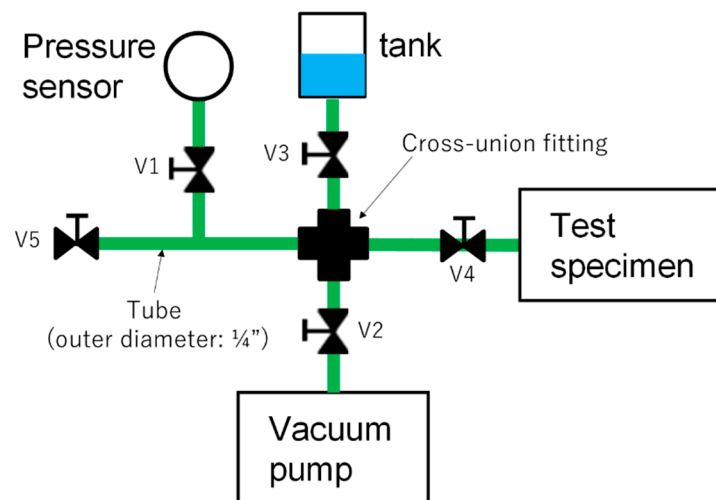 Pressure
sensor
tank
V3
Cross-union fitting
V1
V5
Test
specimen
V4
Tube
(outer diameter: ¼”)
V2
Vacuum
pump